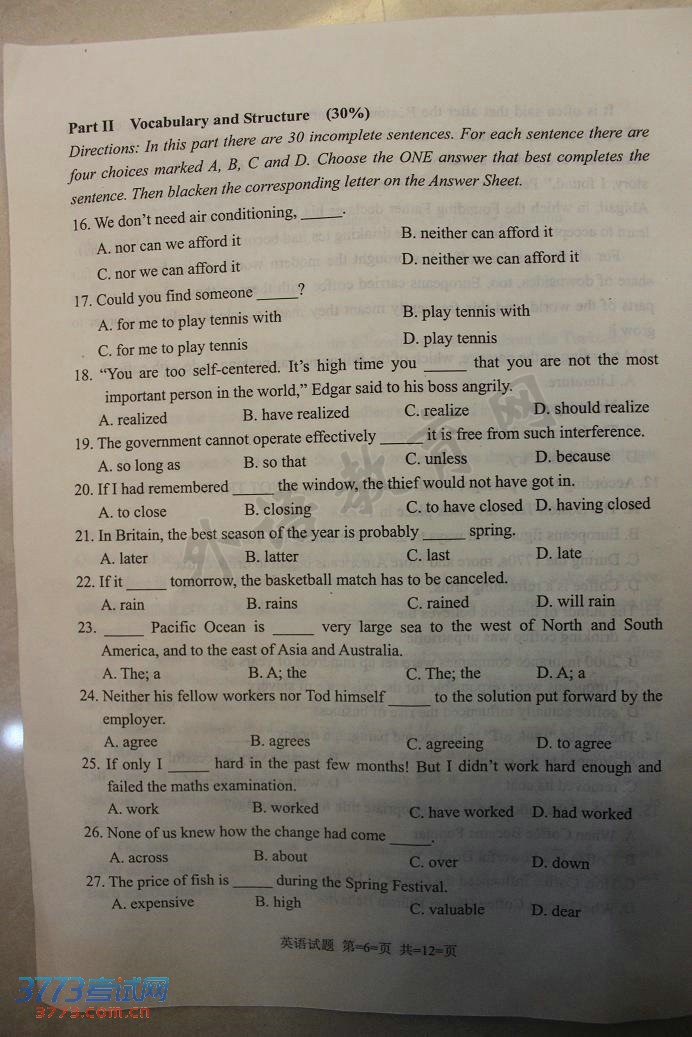 Part II Vocabulary and Structure (30%)
Directions: In this part there are 30 incomplete sentences. For each sentence there are
four choices marked A, B, C and D. Choose the ONE answer that best completes the
sentence. Then blacken the corresponding letter on the Answer Sheet.
16. We don't need air conditioning, _____.
A. nor can we afford it B. neither can afford it
C. nor we can afford it D. neither we can afford it
17. Could you find someone _____?
A. for me to play tennis with B. play tennis with
C. for me to play tennis D. play tennis
18. “You are too self-centered. It's high time you _____ that you are not the most
important person in the world,” Edgar said to his boss angrily.
A. realized B. have realized C. realize D. should realize
19. The government cannot operate effectively _____ it is free from such interference.
A. so long as B. so that C. unless D. because
20. If I had remembered _____ the window, the thief would not have got in.
A. to close B. closing C. to have closed D. having closed
21. In Britain, the best season of the year is probably _____ spring.
A. later B. latter C. last D. late
22. If it _____ tomorrow, the basketball match has to be canceled.
A. rain B. rains C. rained D. will rain
23. _____ Pacific Ocean is _____ very large sea to the west of North and South
America, and to the east of Asia and Australia.
A. The; a B. A; the C. The; the D. A; a
24. Neither his fellow workers nor Tod himself _____ to the solution put forward by the
employer.
A. agree B. agrees C. agreeing D. to agree
25. If only I _____ hard in the past few months! But I didn't work hard enough and
failed the maths examination.
A. work B. worked C. have worked D. had worked
26. None of us knew how the change had come _____.
A. across B. about C. over D. down
27. The price of fish is _____ during the Spring Festival.
A. expensive B. high C. valuable D. dear
英语试题 第=6=页 共=12=页
3773考试网
3773.com.cn